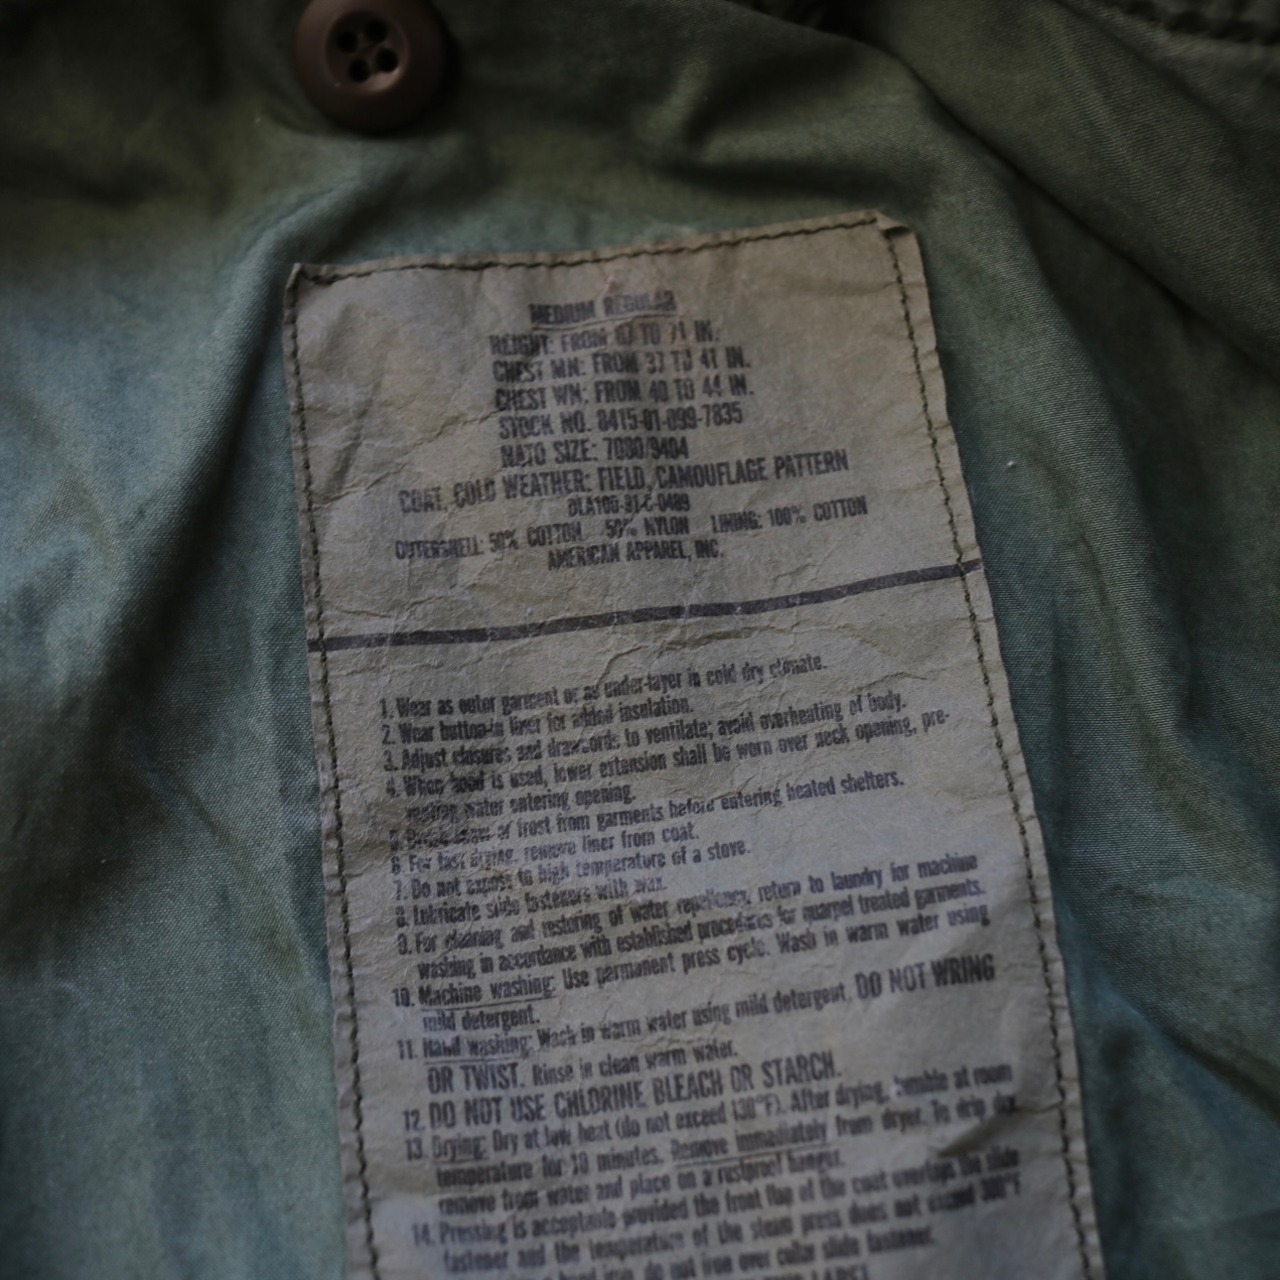 MEDIUM REGULAR
HEIGHT: FROM 67 TO 71 IN.
CHEST MN: FROM 37 TO 41 IN.
CHEST WN: FROM 40 TO 44 IN.
STOCK NO. 8415-01-099-7835
NATO SIZE: 7080/9404
COAT, COLD WEATHER: FIELD, CAMOUFLAGE PATTERN
DLA100-81-C-0489
OUTERSHELL: 50% COTTON 50% NYLON LINING: 100% COTTON
AMERICAN APPAREL, INC.
1. Wear as outer garment or as under-layer in cold dry climate.
2. Wear button-in liner for added insulation.
3. Adjust closures and drawcords to ventilate; avoid overheating of body.
4. When hood is used, lower extension shall be worn over neck opening, pre-
venting water entering opening.
5. Brush snow or frost from garments before entering heated shelters.
6. For fast drying, remove liner from coat.
7. Do not expose to high temperature of a stove.
8. Lubricate slide fasteners with wax.
9. For cleaning and restoring of water repellency, return to laundry for machine
washing in accordance with established procedures for quarpel treated garments.
10. Machine washing: Use permanent press cycle. Wash in warm water using
mild detergent.
11. Hand washing: Wash in warm water using mild detergent. DO NOT WRING
OR TWIST. Rinse in clean warm water.
12. DO NOT USE CHLORINE BLEACH OR STARCH.
13. Drying: Dry at low heat (do not exceed 130°F). After drying, tumble at room
temperature for 10 minutes. Remove immediately from dryer. To drip dry,
remove from water and place on a rustproof hanger.
14. Pressing is acceptable provided the front flap of the coat overlaps the slide
fastener and the temperature of the steam press does not exceed 300°F
hand iron, do not iron over collar slide fastener.
LABEL